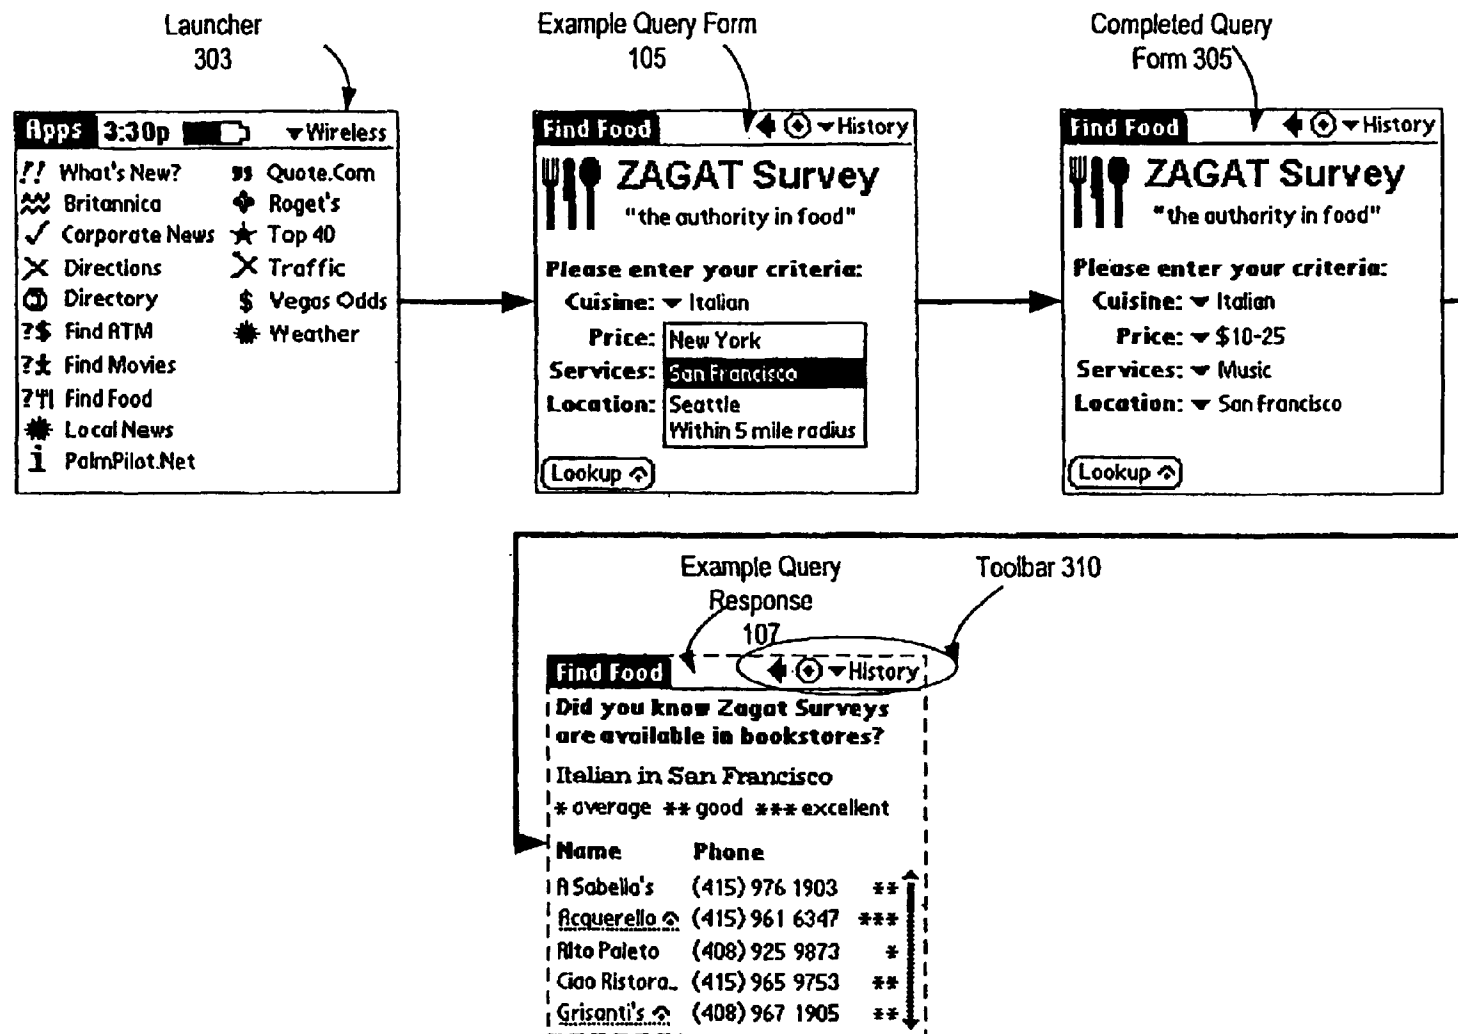 Launcher
303
Example Query Form
105
Completed Query
Form 305
Apps 3:30p Wireless
!! What's New?
Britannica
Corporate News
Directions
Directory
?$ Find ATM
? Find Movies
? Find Food
Local News
i PalmPilot.Net
99 Quote.Com
Roget's
Top 40
Traffic
$ Vegas Odds
Weather
Find Food History
ZAGAT Survey
"the authority in food"
Please enter your criteria:
Cuisine: Italian
Price:
Services:
Location:
New York
San Francisco
Seattle
Within 5 mile radius
Lookup
Find Food History
ZAGAT Survey
"the authority in food"
Please enter your criteria:
Cuisine: Italian
Price: $10-25
Services: Music
Location: San Francisco
Lookup
Example Query
Response
107
Toolbar 310
Find Food History
Did you know Zagat Surveys
are available in bookstores?
Italian in San Francisco
* average ** good *** excellent
Name Phone
A Sabella's (415) 976 1903 **
Acquerello (415) 961 6347 ***
Alto Paleto (408) 925 9873 *
Ciao Ristora... (415) 965 9753 **
Grisanti's (408) 967 1905 **